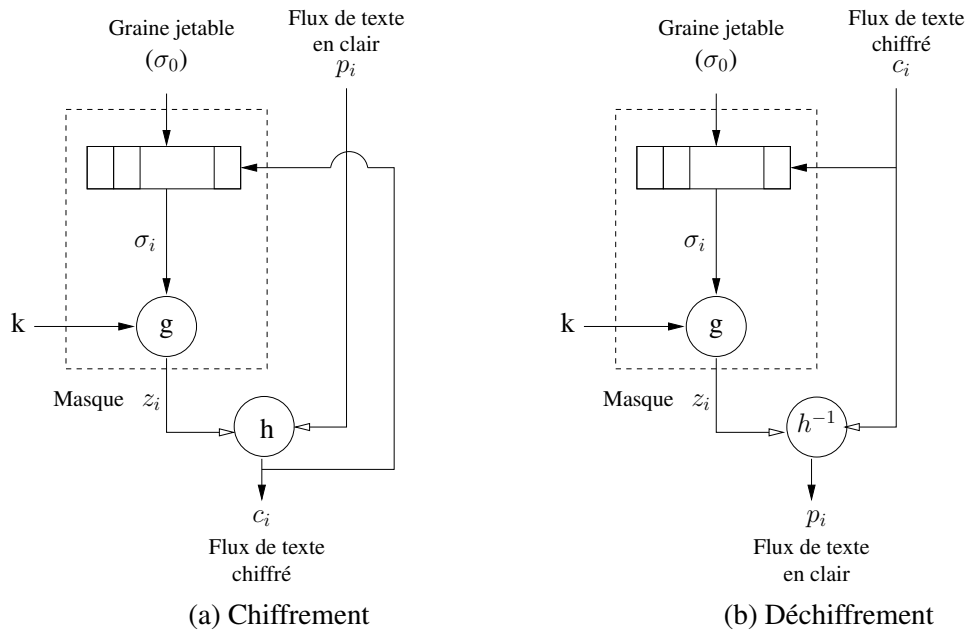 Graine jetable
(σ₀)
Flux de texte
en clair
pᵢ
σᵢ
k
g
Masque zᵢ
h
cᵢ
Flux de texte
chiffré
(a) Chiffrement
Graine jetable
(σ₀)
Flux de texte
chiffré
cᵢ
σᵢ
k
g
Masque zᵢ
h⁻¹
pᵢ
Flux de texte
en clair
(b) Déchiffrement